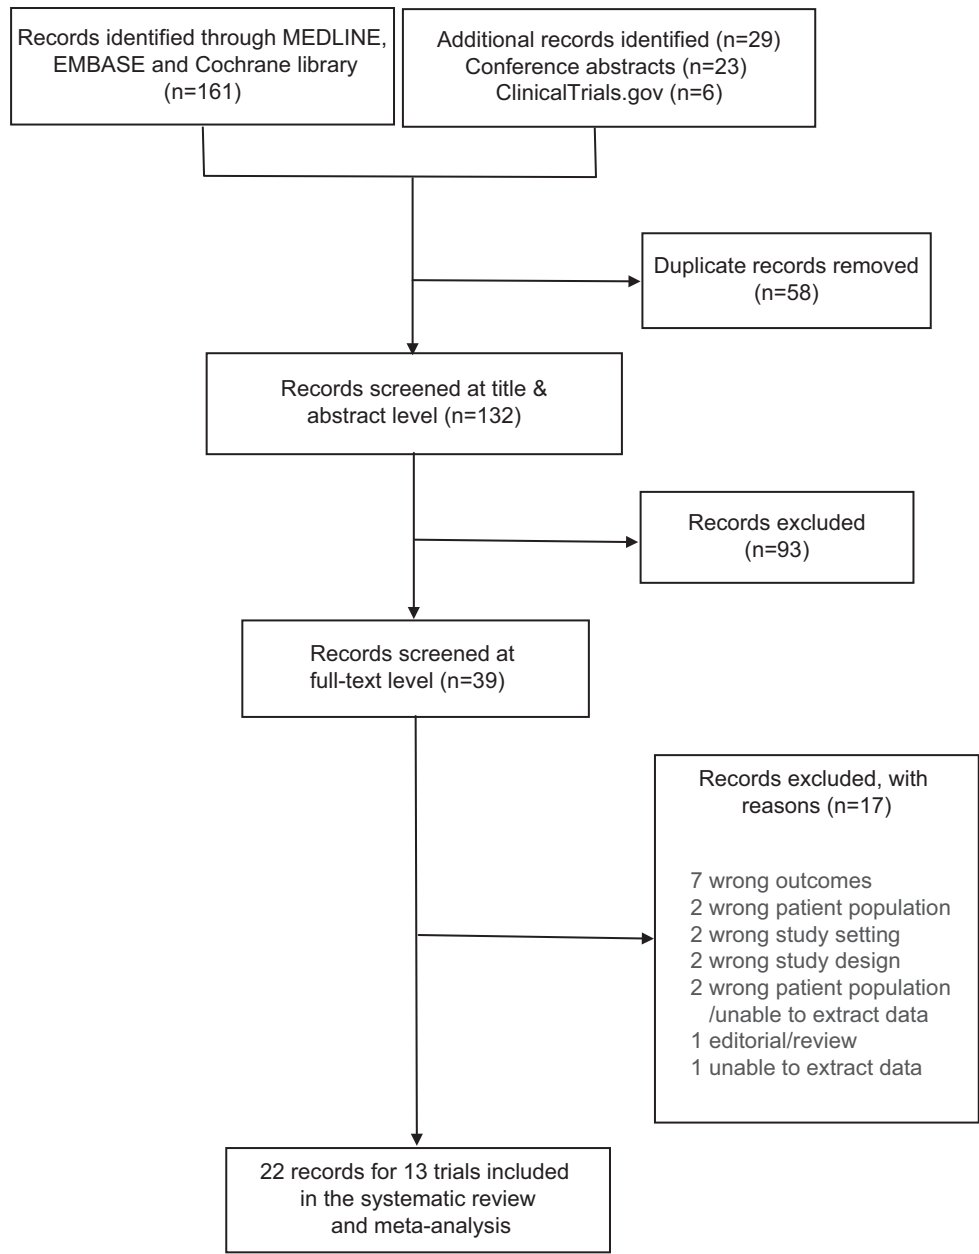 Records identified through MEDLINE,
EMBASE and Cochrane library
(n=161)
Additional records identified (n=29)
Conference abstracts (n=23)
ClinicalTrials.gov (n=6)
Duplicate records removed
(n=58)
Records screened at title &
abstract level (n=132)
Records excluded
(n=93)
Records screened at
full-text level (n=39)
Records excluded, with
reasons (n=17)
7 wrong outcomes
2 wrong patient population
2 wrong study setting
2 wrong study design
2 wrong patient population
/unable to extract data
1 editorial/review
1 unable to extract data
22 records for 13 trials included
in the systematic review
and meta-analysis